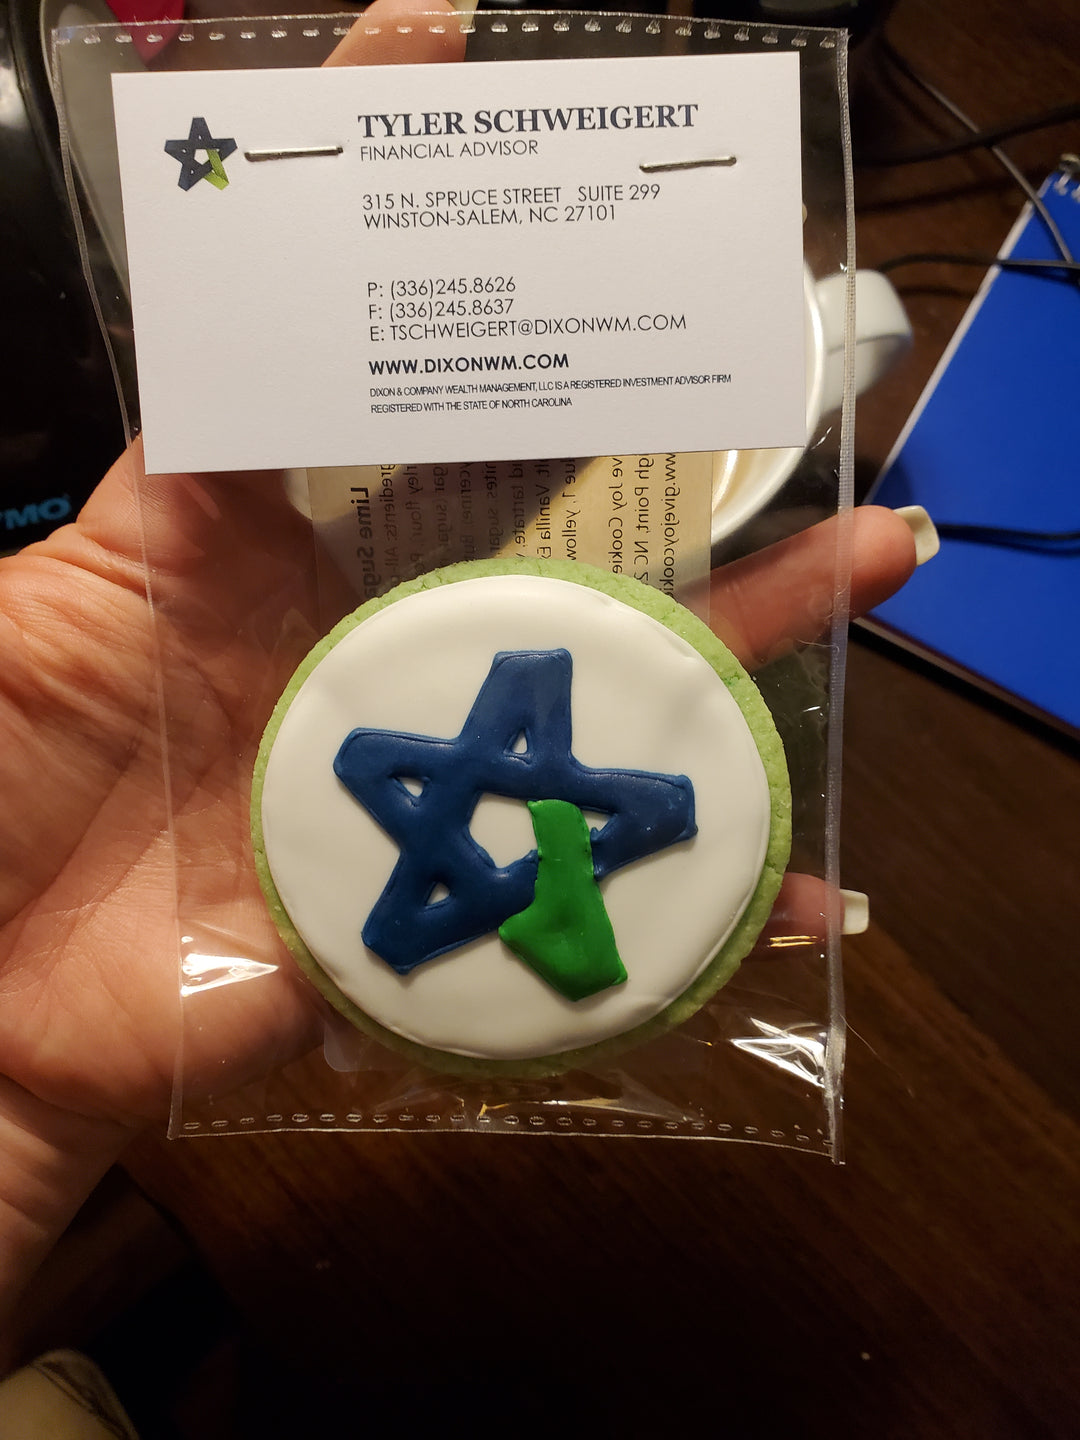 TYLER SCHWEIGERT
FINANCIAL ADVISOR
315 N. SPRUCE STREET SUITE 299
WINSTON-SALEM, NC 27101
P: (336)245.8626
F: (336)245.8637
E: TSCHWEIGERT@DIXONWM.COM
WWW.DIXONWM.COM
DIXON & COMPANY WEALTH MANAGEMENT, LLC IS A REGISTERED INVESTMENT ADVISOR FIRM
REGISTERED WITH THE STATE OF NORTH CAROLINA
YMO
Lime